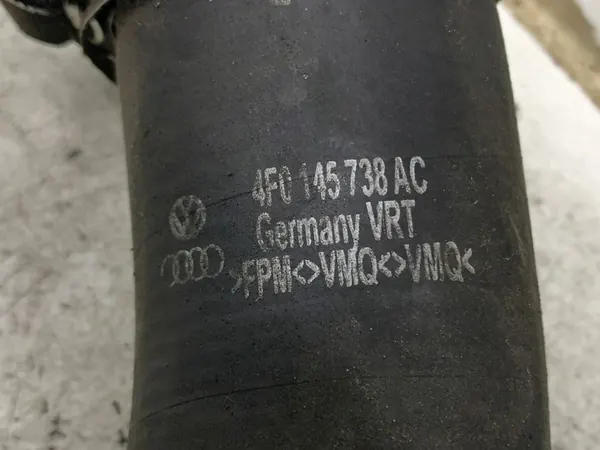 4F0 145 738 AC
Germany VRT
>FPM<>VMQ<>VMQ<